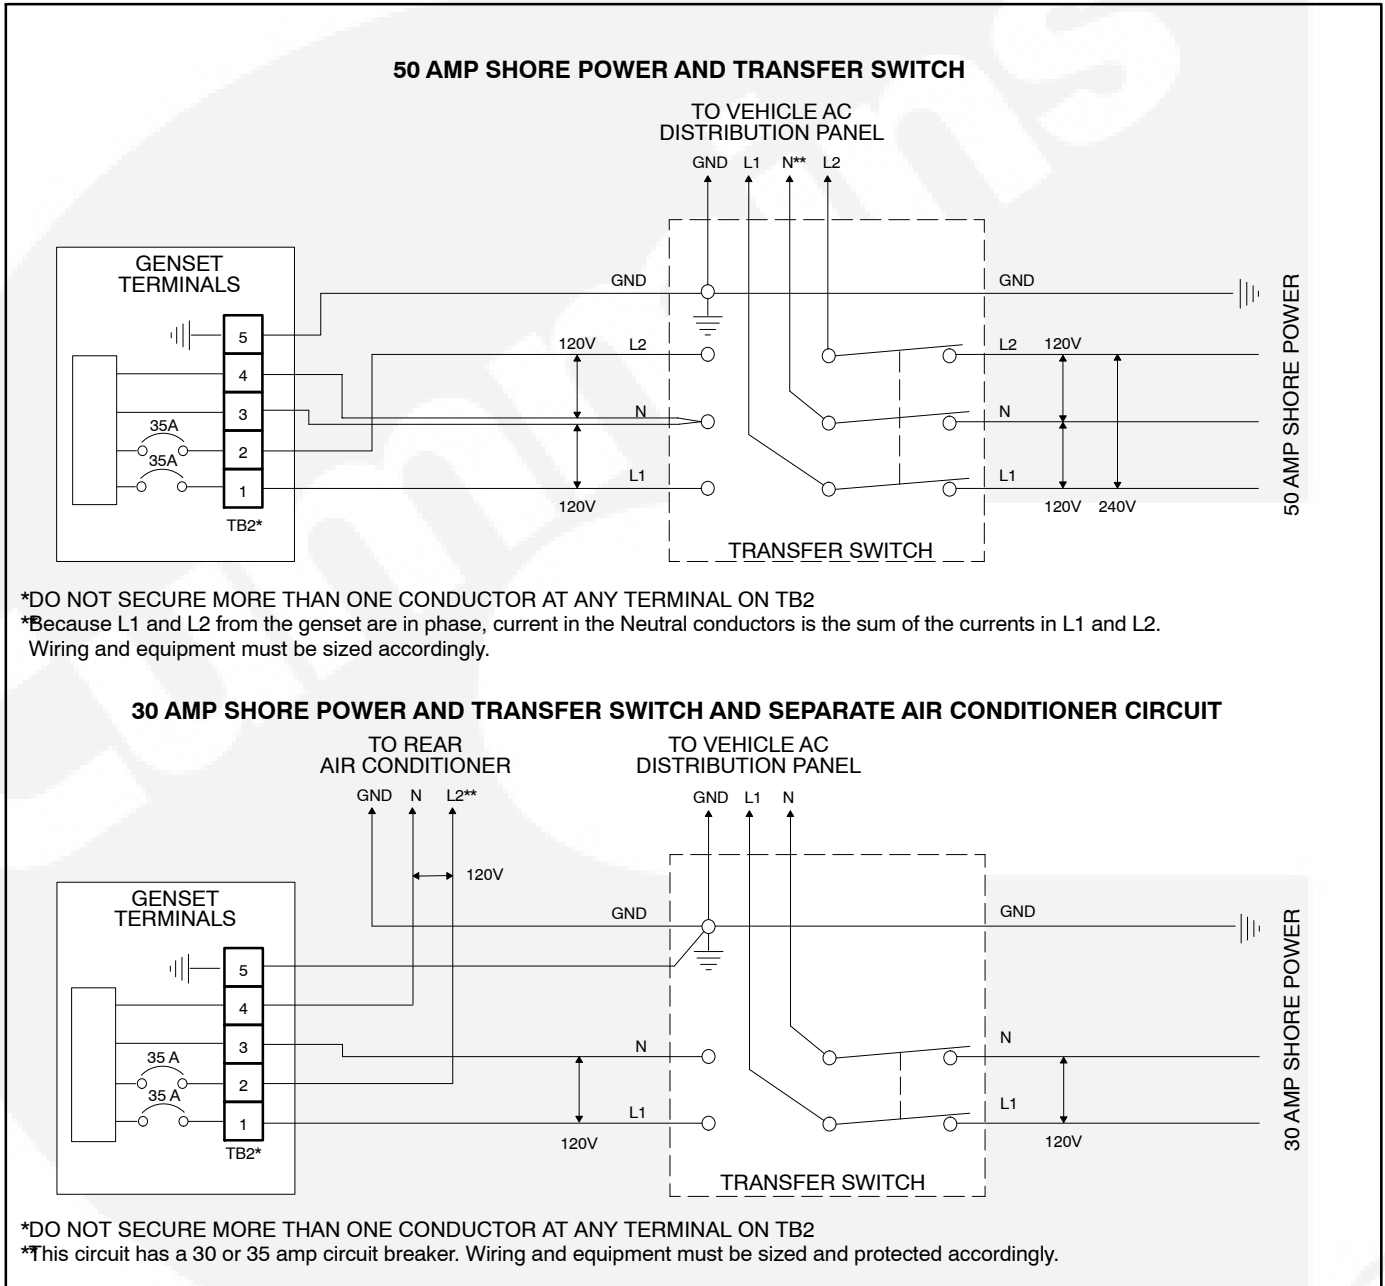 50 AMP SHORE POWER AND TRANSFER SWITCH
TO VEHICLE AC
DISTRIBUTION PANEL
GND L1 N** L2
GENSET
TERMINALS
GND
GND
5
4
3
2
1
35A
35A
TB2*
120V
L2
N
L1
120V
L2
120V
N
L1
120V
240V
TRANSFER SWITCH
50 AMP SHORE POWER
*DO NOT SECURE MORE THAN ONE CONDUCTOR AT ANY TERMINAL ON TB2
**Because L1 and L2 from the genset are in phase, current in the Neutral conductors is the sum of the currents in L1 and L2.
Wiring and equipment must be sized accordingly.
30 AMP SHORE POWER AND TRANSFER SWITCH AND SEPARATE AIR CONDITIONER CIRCUIT
TO REAR
AIR CONDITIONER
GND N L2**
120V
TO VEHICLE AC
DISTRIBUTION PANEL
GND L1 N
GENSET
TERMINALS
GND
GND
5
4
3
2
1
35 A
35 A
TB2*
N
L1
120V
N
L1
120V
TRANSFER SWITCH
30 AMP SHORE POWER
*DO NOT SECURE MORE THAN ONE CONDUCTOR AT ANY TERMINAL ON TB2
**This circuit has a 30 or 35 amp circuit breaker. Wiring and equipment must be sized and protected accordingly.
Cummins